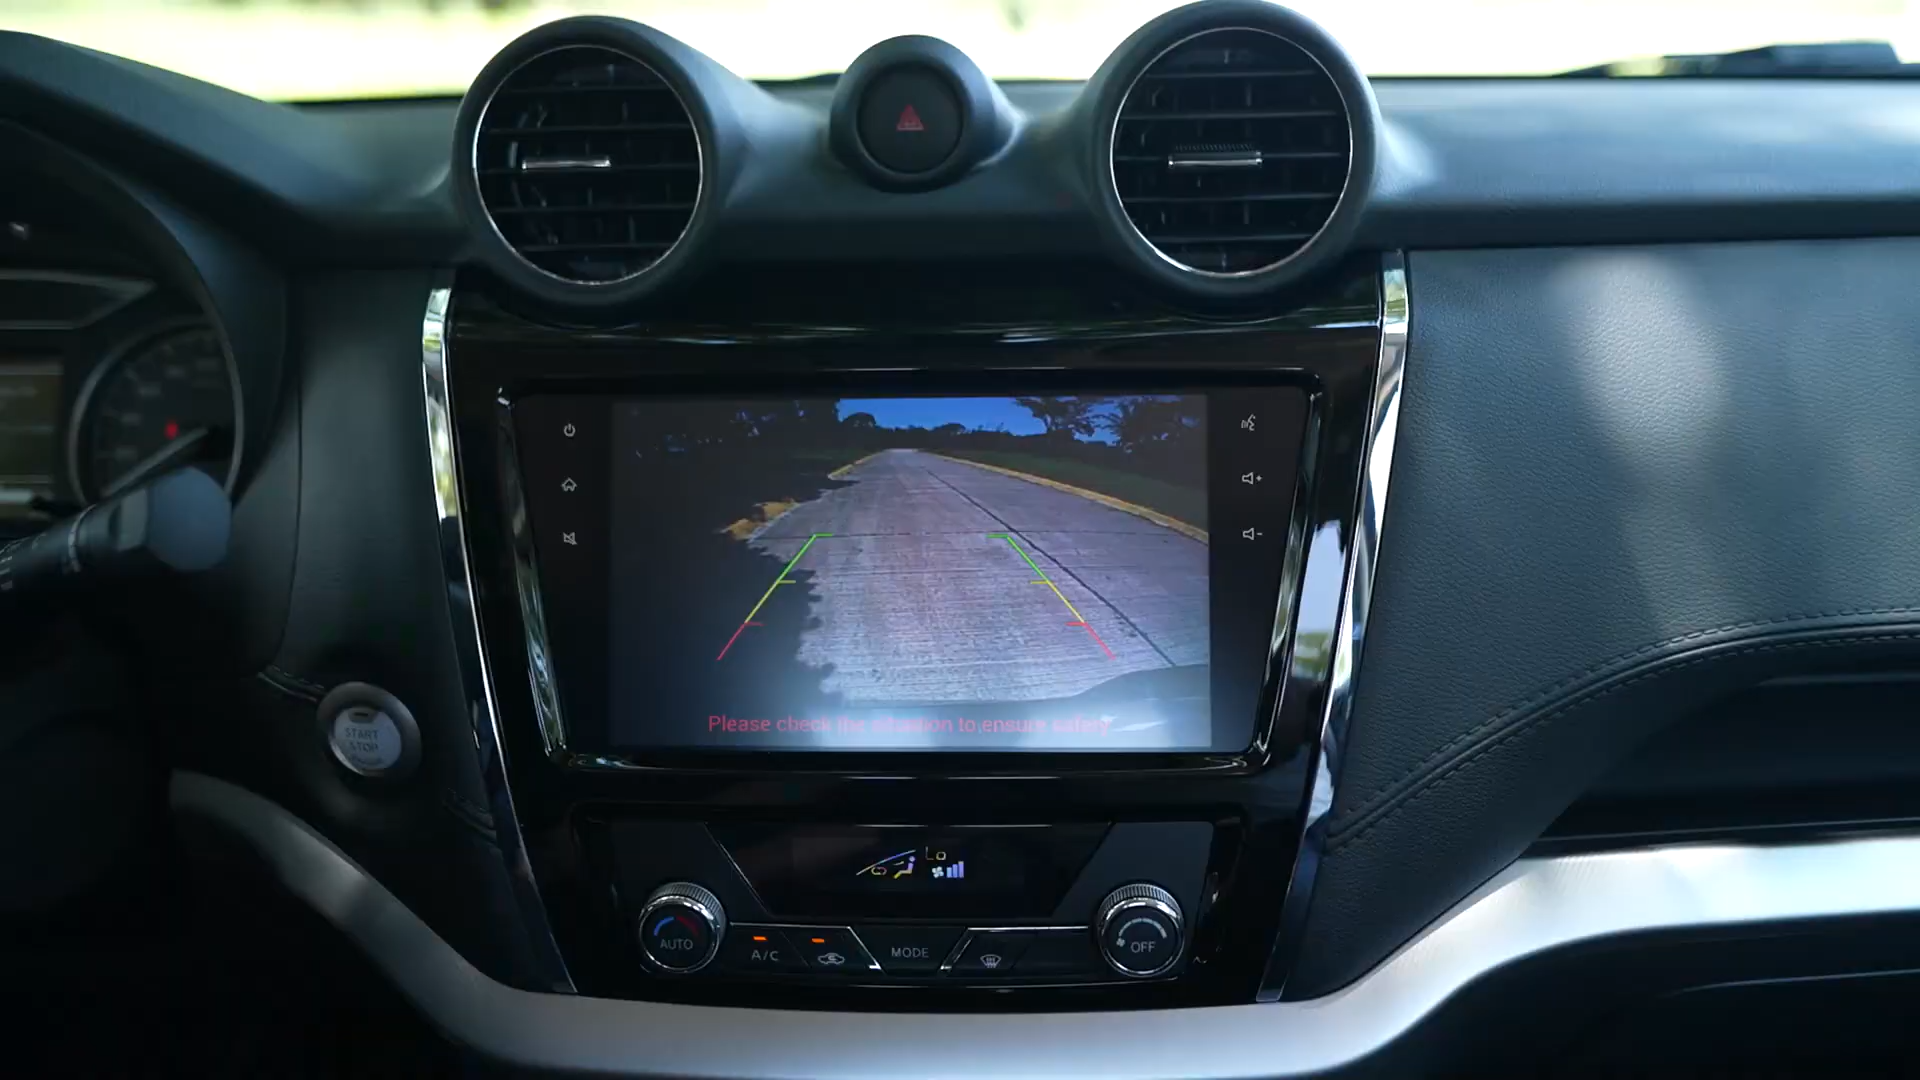 START
STOP
Please check the situation to ensure safety
Lo
AUTO
A/C
MODE
OFF